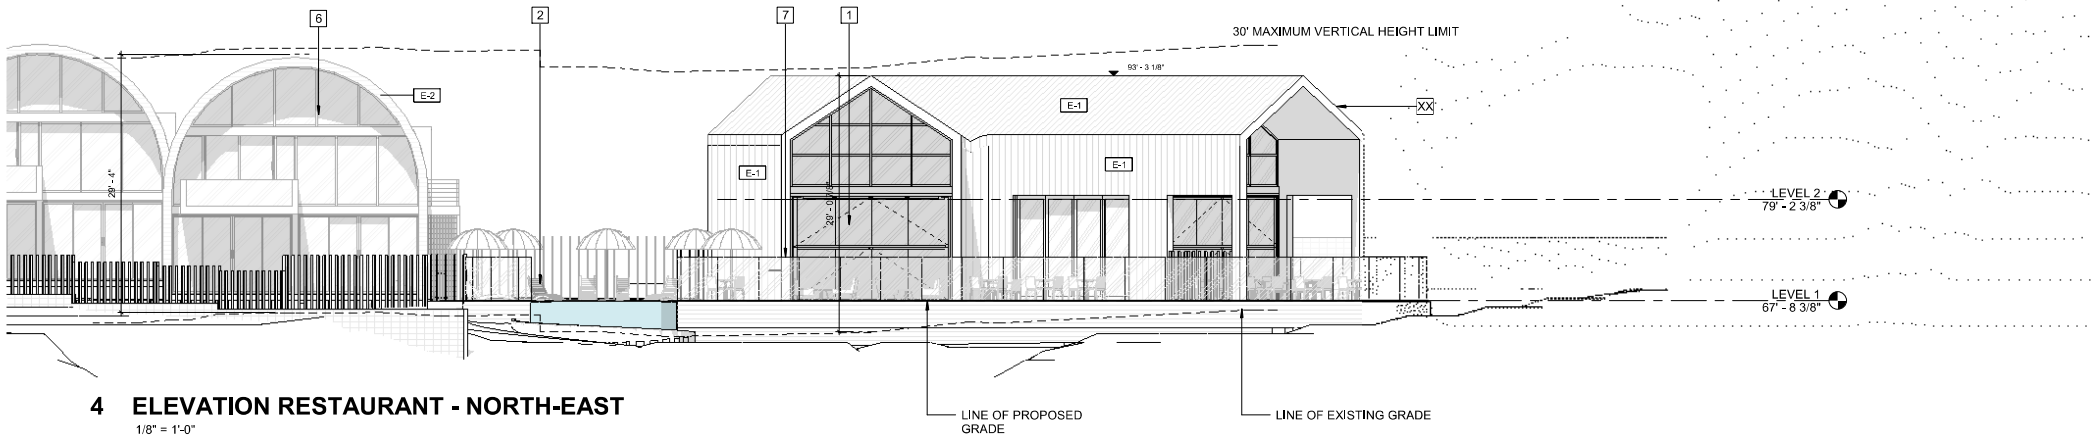 6
2
7
1
30' MAXIMUM VERTICAL HEIGHT LIMIT
93' - 3 1/8"
E-2
E-1
XX
E-1
E-1
29' - 4"
LEVEL 2
79' - 2 3/8"
LEVEL 1
67' - 8 3/8"
4 ELEVATION RESTAURANT - NORTH-EAST
1/8" = 1'-0"
LINE OF PROPOSED
GRADE
LINE OF EXISTING GRADE